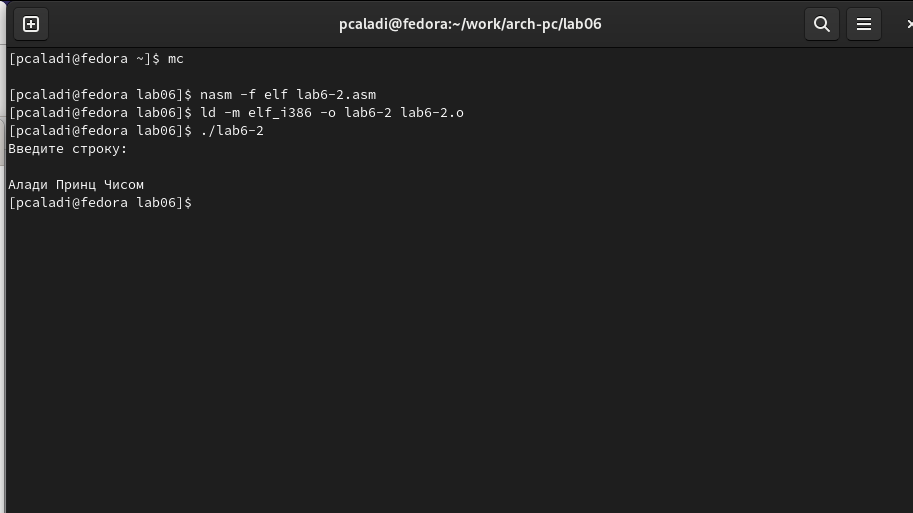 pcaladi@fedora:~/work/arch-pc/lab06
[pcaladi@fedora ~]$ mc
[pcaladi@fedora lab06]$ nasm -f elf lab6-2.asm
[pcaladi@fedora lab06]$ ld -m elf_i386 -o lab6-2 lab6-2.o
[pcaladi@fedora lab06]$ ./lab6-2
Введите строку:
Алади Принц Чисом
[pcaladi@fedora lab06]$